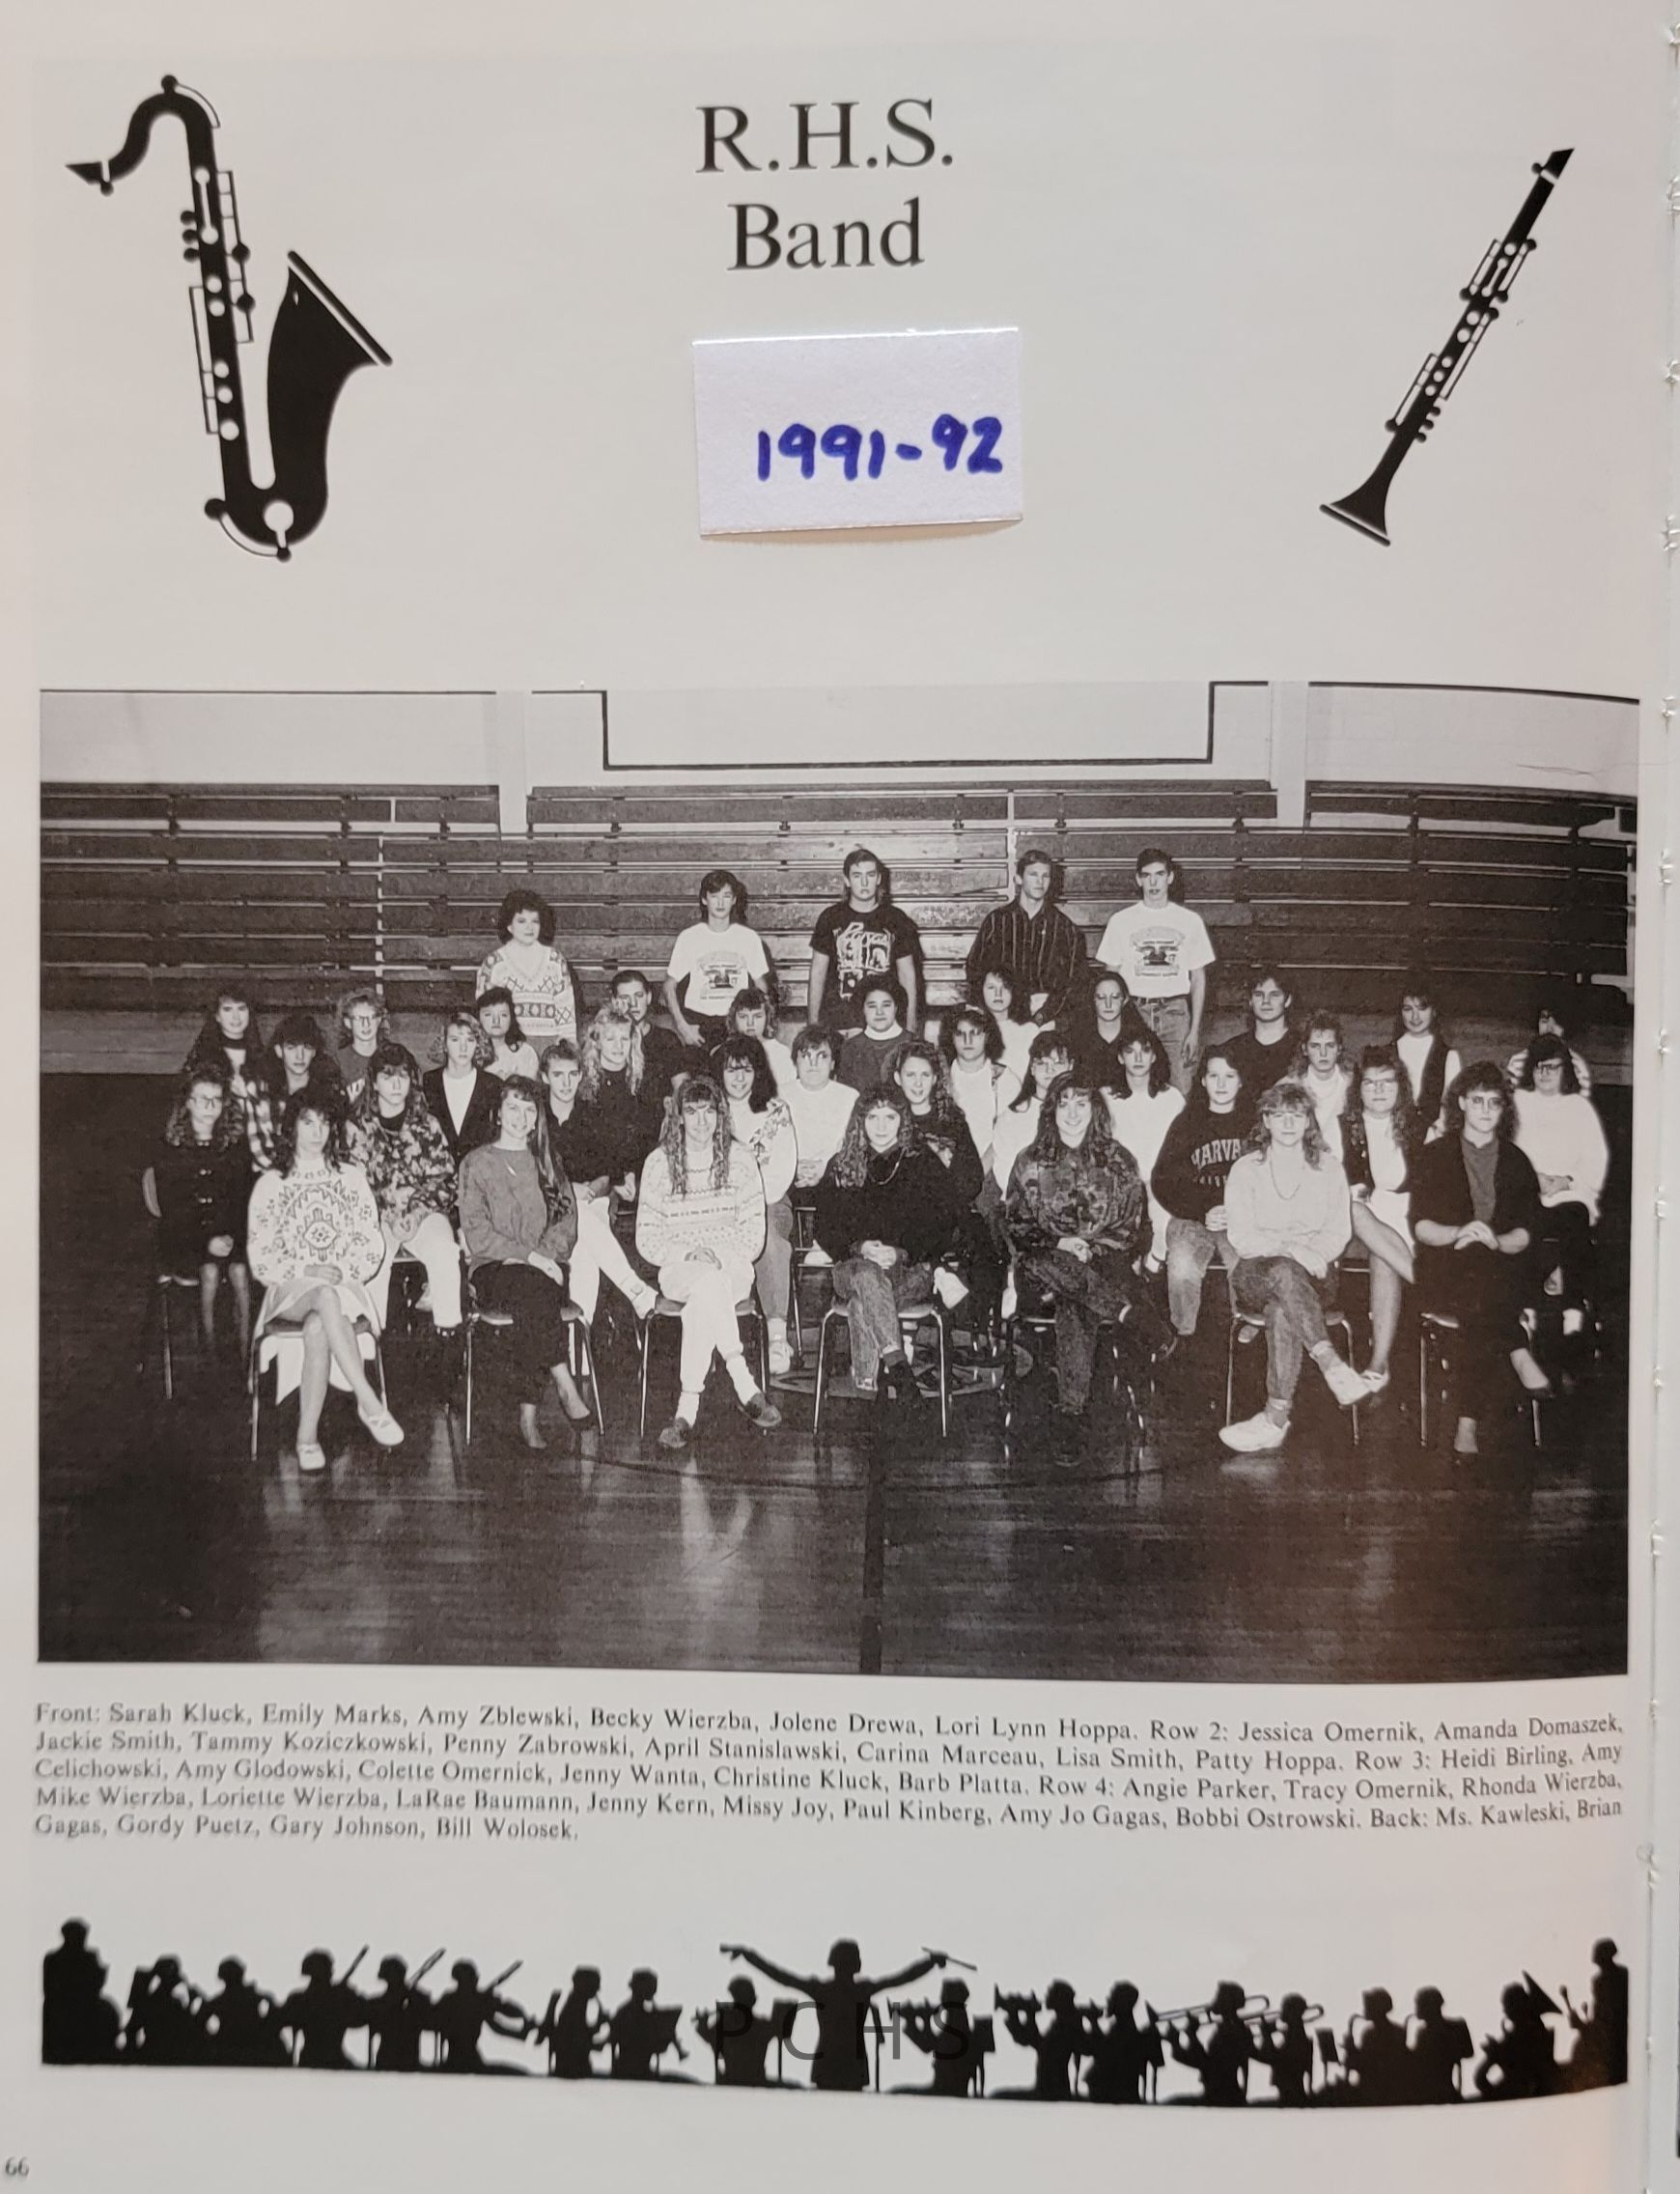 R.H.S.
Band
1991-92
HARVA
Front: Sarah Kluck, Emily Marks, Amy Zblewski, Becky Wierzba, Jolene Drewa, Lori Lynn Hoppa. Row 2: Jessica Omernik, Amanda Domaszek,
Jackie Smith, Tammy Koziczkowski, Penny Zabrowski, April Stanislawski, Carina Marceau, Lisa Smith, Patty Hoppa. Row 3: Heidi Birling, Amy
Celichowski, Amy Glodowski, Colette Omernick, Jenny Wanta, Christine Kluck, Barb Platta. Row 4: Angie Parker, Tracy Omernik, Rhonda Wierzba,
Mike Wierzba, Loriette Wierzba, LaRae Baumann, Jenny Kern, Missy Joy, Paul Kinberg, Amy Jo Gagas, Bobbi Ostrowski. Back: Ms. Kawleski, Brian
Gagas, Gordy Puetz, Gary Johnson, Bill Wolosek.
PCHS
66